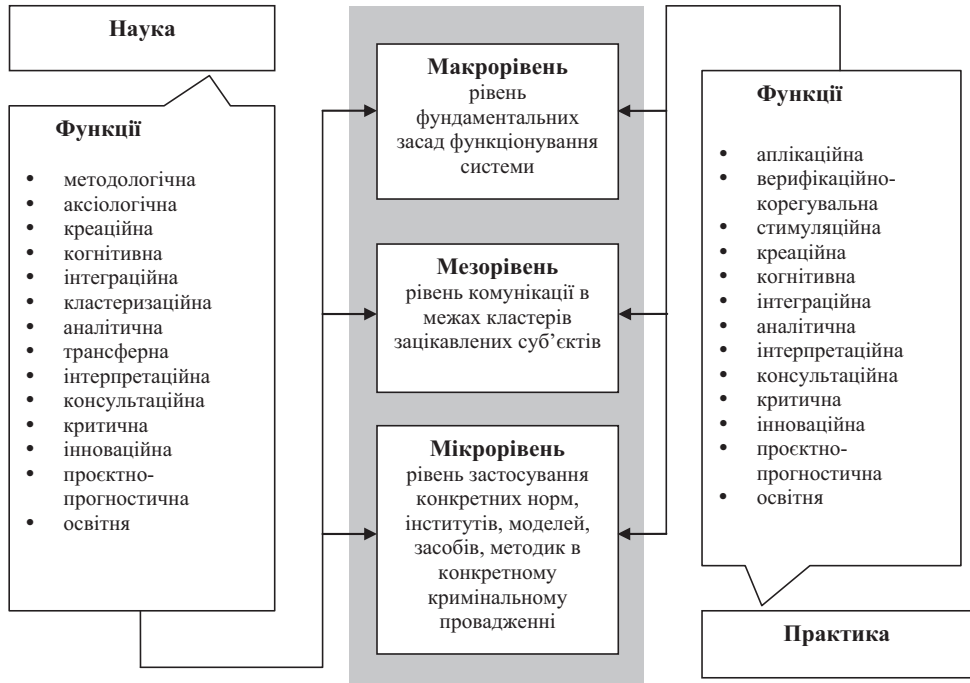 Наука
Функції
• методологічна
• аксіологічна
• креаційна
• когнітивна
• інтеграційна
• кластеризаційна
• аналітична
• трансферна
• інтерпретаційна
• консультаційна
• критична
• інноваційна
• проєктно-
прогностична
• освітня
Макрорівень
рівень
фундаментальних
засад функціонування
системи
Мезорівень
рівень комунікації в
межах кластерів
зацікавлених суб’єктів
Мікрорівень
рівень застосування
конкретних норм,
інститутів, моделей,
засобів, методик в
конкретному
кримінальному
провадженні
Функції
• аплікаційна
• верифікаційно-
корегувальна
• стимуляційна
• креаційна
• когнітивна
• інтеграційна
• аналітична
• інтерпретаційна
• консультаційна
• критична
• інноваційна
• проєктно-
прогностична
• освітня
Практика